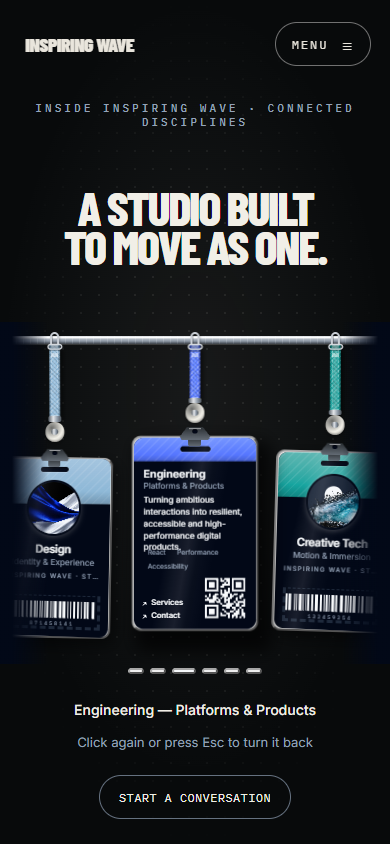 INSPIRING WAVE
MENU
INSIDE INSPIRING WAVE · CONNECTED
DISCIPLINES
A STUDIO BUILT
TO MOVE AS ONE.
Design
entity & Experience
SPIRING WAVE · ST…
Engineering
Platforms & Products
Turning ambitious
interactions into resilient,
accessible and high-
performance digital
products.
React Performance
Accessibility
↗ Services
↗ Contact
Creative Tech
Motion & Immersion
INSPIRING WAVE · ST
Engineering — Platforms & Products
Click again or press Esc to turn it back
START A CONVERSATION